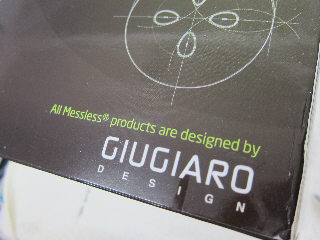 All Messless® products are designed by
GIUGIARO
DESIGN